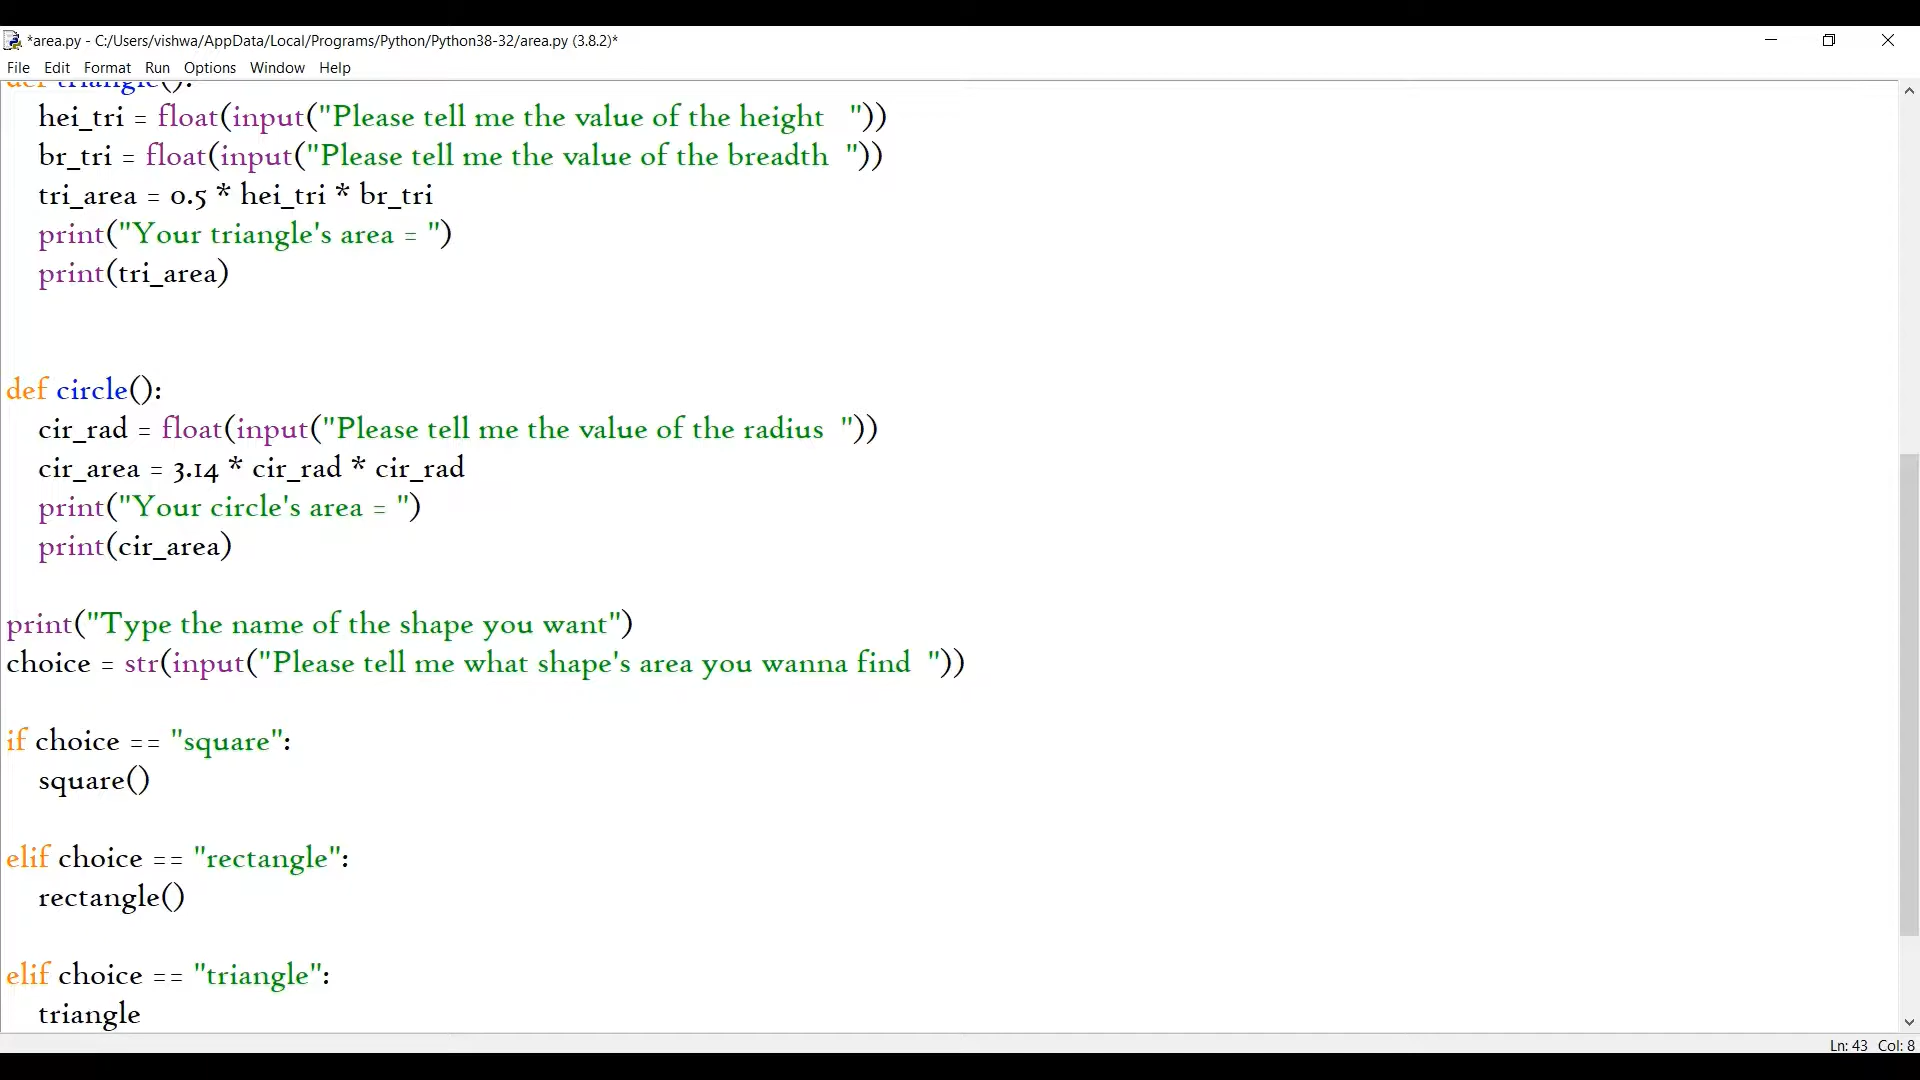 *area.py - C:/Users/vishwa/AppData/Local/Programs/Python/Python38-32/area.py (3.8.2)*
File Edit Format Run Options Window Help
def triangle():
hei_tri = float(input("Please tell me the value of the height   "))
br_tri = float(input("Please tell me the value of the breadth  "))
tri_area = 0.5 * hei_tri * br_tri
print("Your triangle's area = ")
print(tri_area)
def circle():
cir_rad = float(input("Please tell me the value of the radius  "))
cir_area = 3.14 * cir_rad * cir_rad
print("Your circle's area = ")
print(cir_area)
print("Type the name of the shape you want")
choice = str(input("Please tell me what shape's area you wanna find  "))
if choice == "square":
square()
elif choice == "rectangle":
rectangle()
elif choice == "triangle":
triangle
Ln: 43 Col: 8